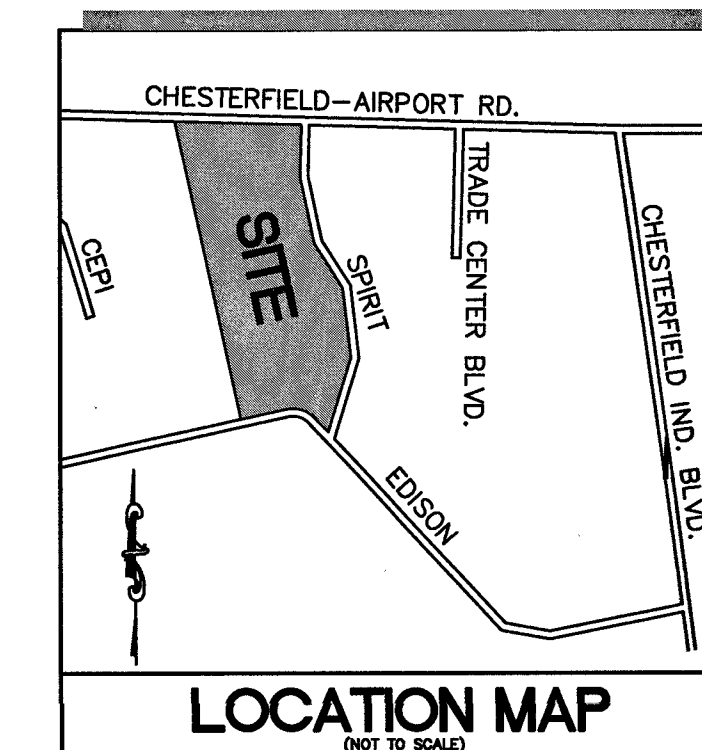 CHESTERFIELD-AIRPORT RD.
TRADE CENTER BLVD.
CHESTERFIELD IND. BLVD.
SITE
SPIRIT
CEPI
EDISON
LOCATION MAP
(NOT TO SCALE)